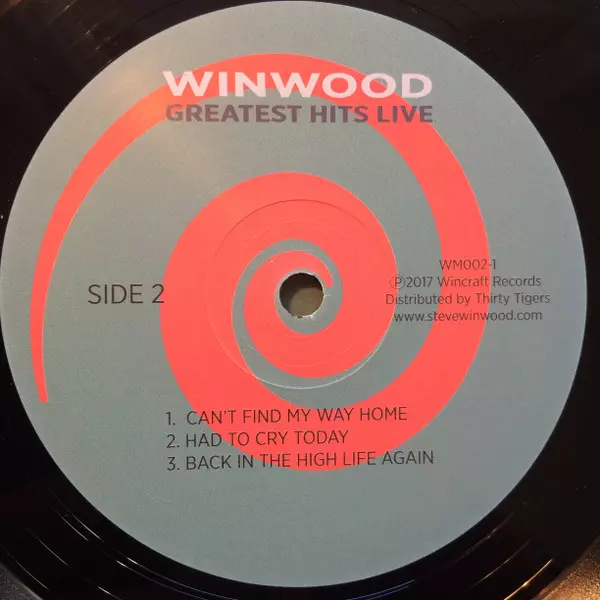 WINWOOD
GREATEST HITS LIVE
SIDE 2
WM002-1
Ⓟ2017 Wincraft Records
Distributed by Thirty Tigers
www.stevewinwood.com
1. CAN'T FIND MY WAY HOME
2. HAD TO CRY TODAY
3. BACK IN THE HIGH LIFE AGAIN